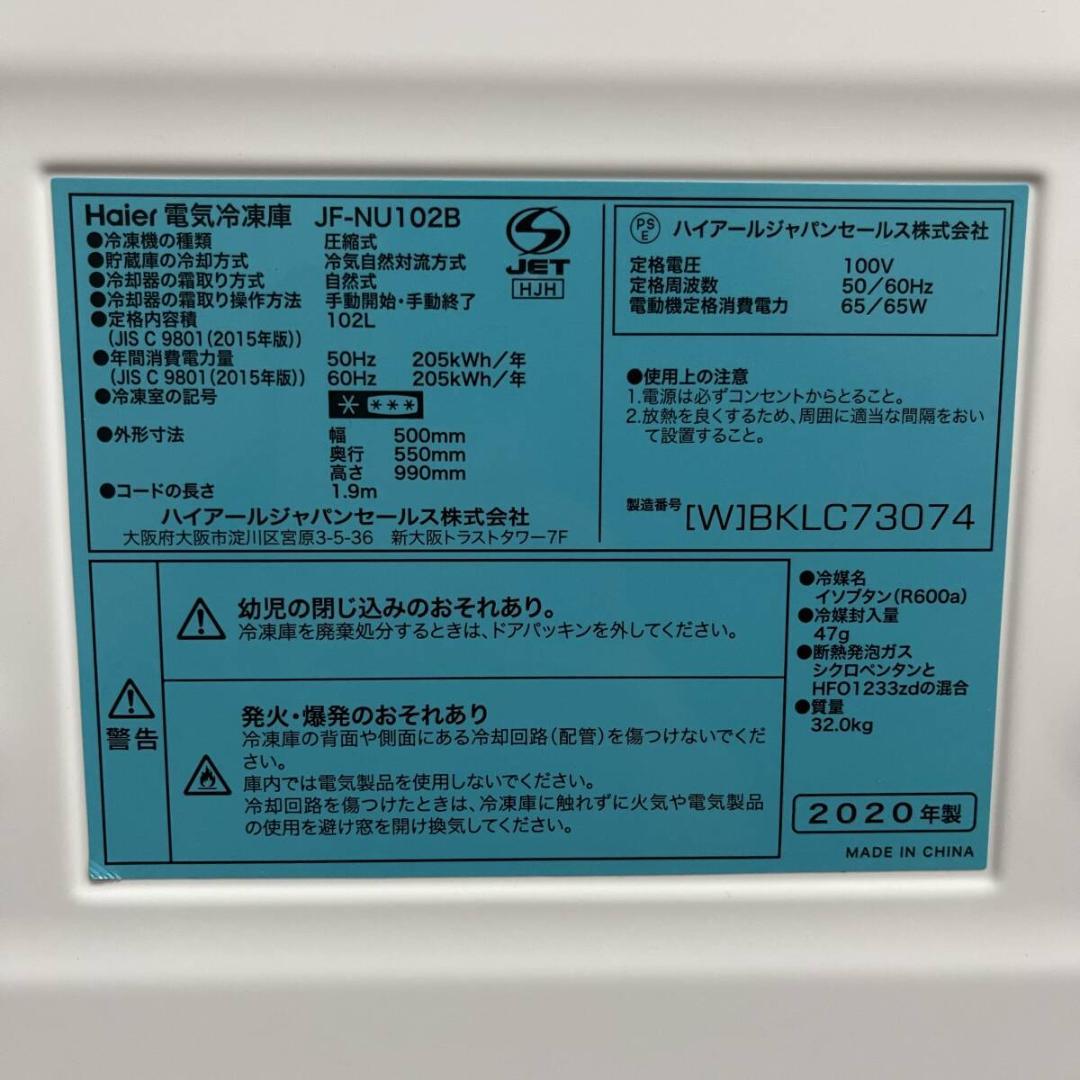 Haier 電気冷凍庫 JF-NU102B
●冷凍機の種類 圧縮式
●貯蔵庫の冷却方式 冷気自然対流方式
●冷却器の霜取り方式 自然式
●冷却器の霜取り操作方法 手動開始・手動終了
●定格内容積 102L
(JIS C 9801(2015年版))
●年間消費電力量 50Hz 205kWh/年
(JIS C 9801(2015年版)) 60Hz 205kWh/年
●冷凍室の記号 * ***
●外形寸法 幅 500mm
奥行 550mm
高さ 990mm
●コードの長さ 1.9m
ハイアールジャパンセールス株式会社
大阪府大阪市淀川区宮原3-5-36 新大阪トラストタワー7F
JET
HJH
PSE ハイアールジャパンセールス株式会社
定格電圧 100V
定格周波数 50/60Hz
電動機定格消費電力 65/65W
●使用上の注意
1.電源は必ずコンセントからとること。
2.放熱を良くするため、周囲に適当な間隔をおい
て設置すること。
製造番号 [W]BKLC73074
警告
幼児の閉じ込みのおそれあり。
冷凍庫を廃棄処分するときは、ドアパッキンを外してください。
発火・爆発のおそれあり
冷凍庫の背面や側面にある冷却回路(配管)を傷つけないでくだ
さい。
庫内では電気製品を使用しないでください。
冷却回路を傷つけたときは、冷凍庫に触れずに火気や電気製品
の使用を避け窓を開け換気してください。
●冷媒名
イソブタン(R600a)
●冷媒封入量
47g
●断熱発泡ガス
シクロペンタンと
HFO1233zdの混合
●質量
32.0kg
2020年製
MADE IN CHINA